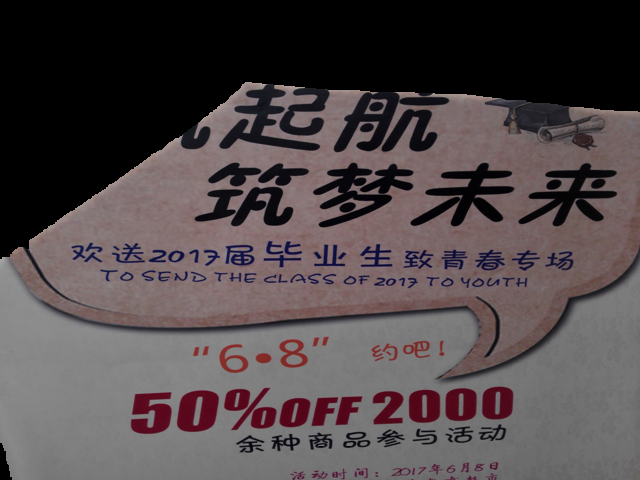 起航
筑梦未来
欢送2017届毕业生致青春专场
TO SEND THE CLASS OF 2017 TO YOUTH
“6•8” 约吧!
50%OFF 2000
余种商品参与活动
活动时间：2017年6月8日